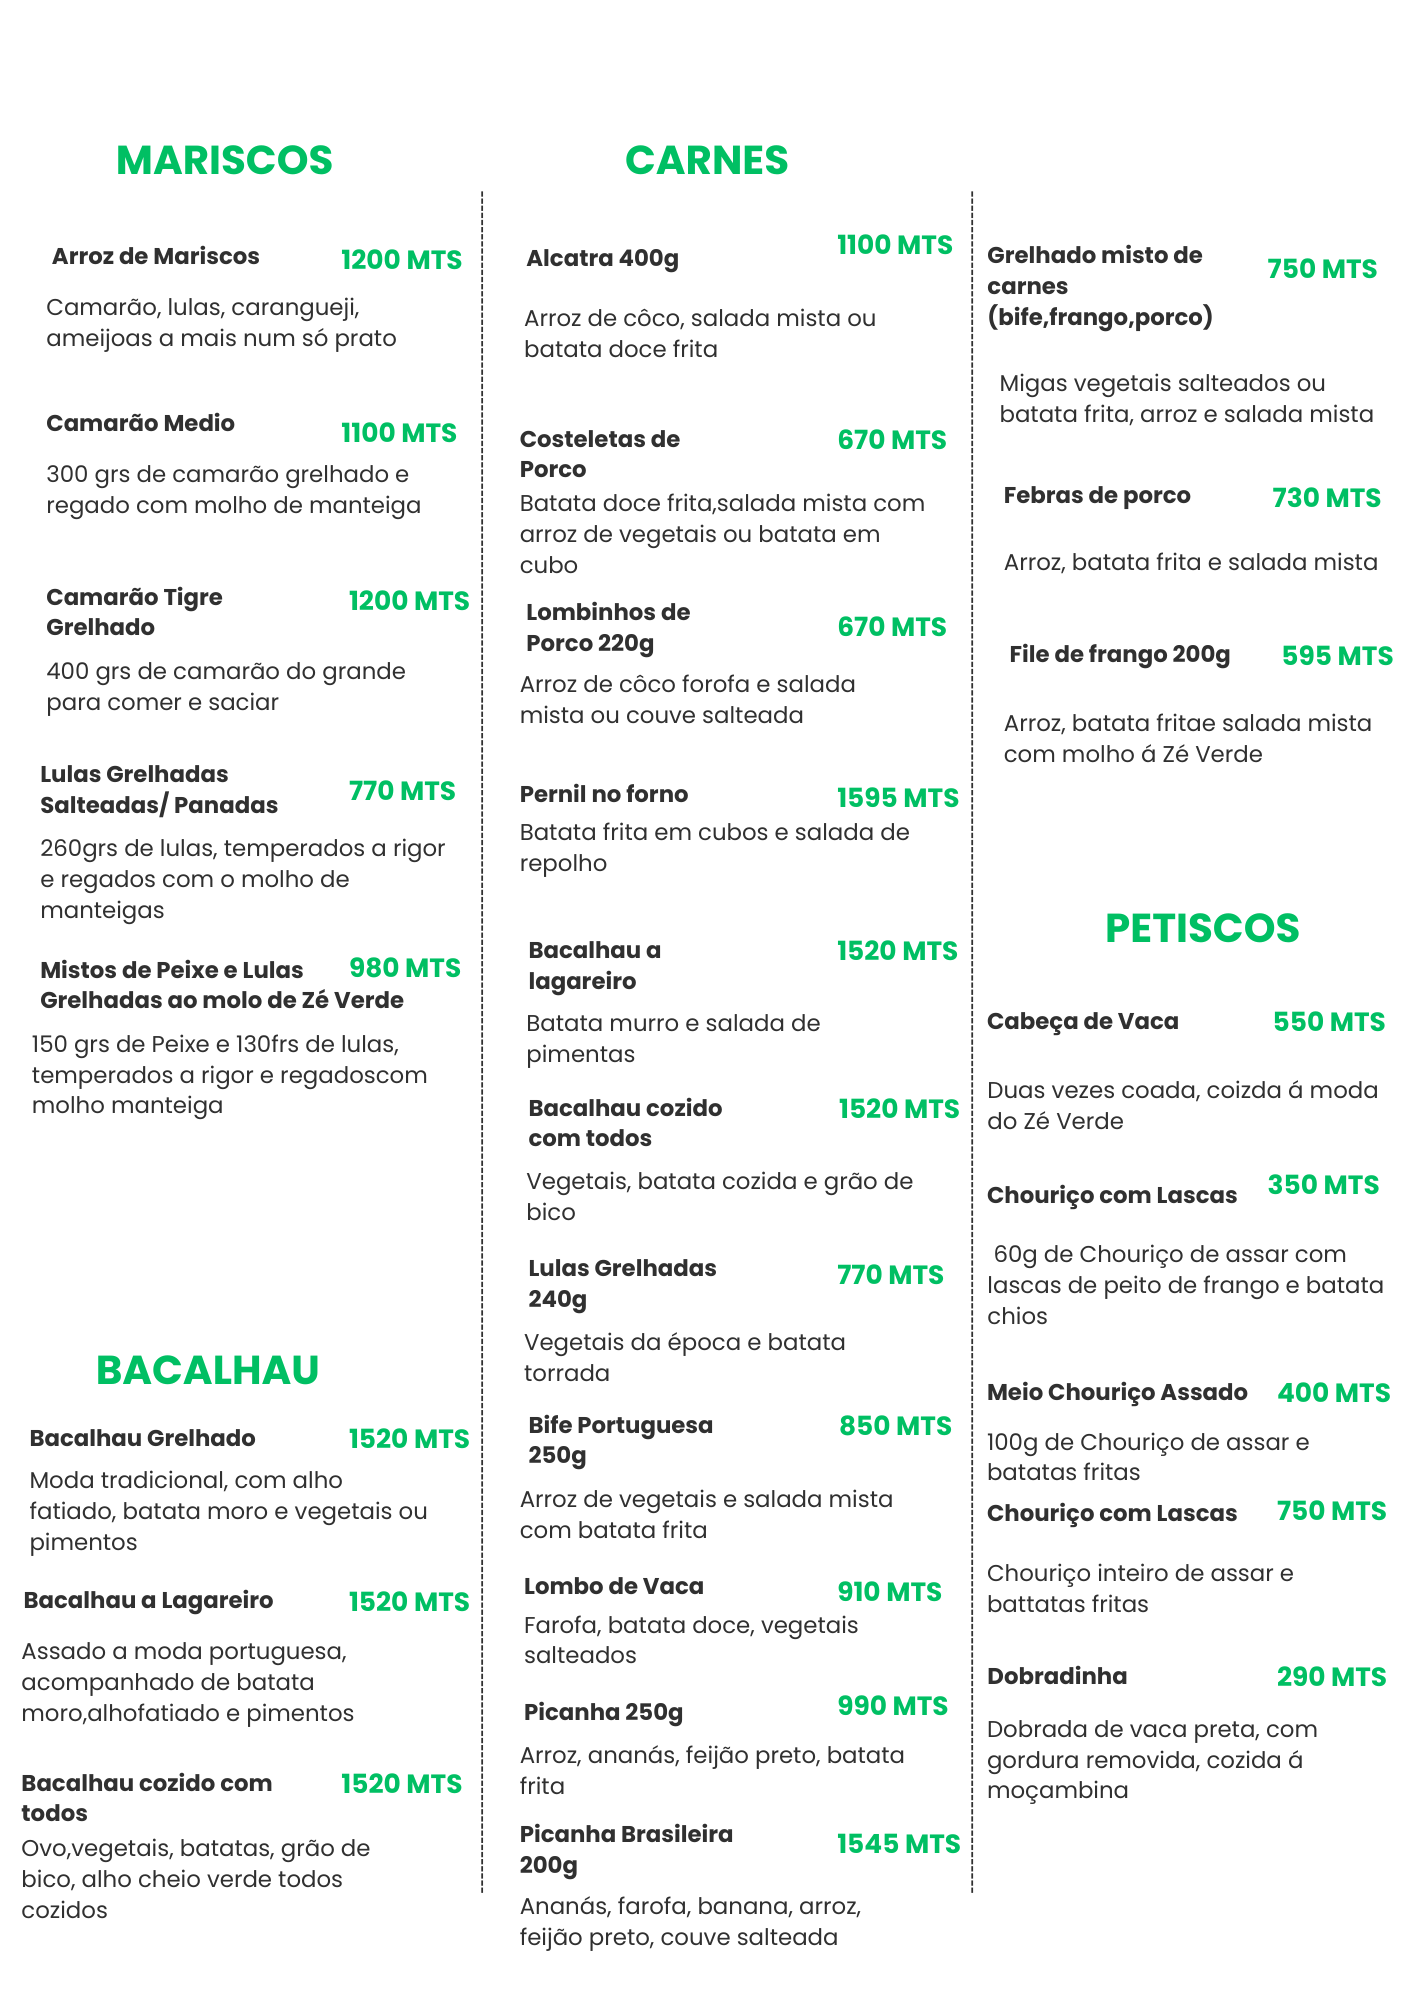 MARISCOS
Arroz de Mariscos
1200 MTS
Camarão, lulas, carangueji,
ameijoas a mais num só prato
Camarão Medio
1100 MTS
300 grs de camarão grelhado e
regado com molho de manteiga
Camarão Tigre
Grelhado
1200 MTS
400 grs de camarão do grande
para comer e saciar
Lulas Grelhadas
Salteadas/ Panadas
770 MTS
260grs de lulas, temperados a rigor
e regados com o molho de
manteigas
Mistos de Peixe e Lulas
980 MTS
Grelhadas ao molo de Zé Verde
150 grs de Peixe e 130frs de lulas,
temperados a rigor e regadoscom
molho manteiga
BACALHAU
Bacalhau Grelhado
1520 MTS
Moda tradicional, com alho
fatiado, batata moro e vegetais ou
pimentos
Bacalhau a Lagareiro
1520 MTS
Assado a moda portuguesa,
acompanhado de batata
moro,alhofatiado e pimentos
Bacalhau cozido com
todos
1520 MTS
Ovo,vegetais, batatas, grão de
bico, alho cheio verde todos
cozidos
CARNES
Alcatra 400g
1100 MTS
Arroz de côco, salada mista ou
batata doce frita
Costeletas de
Porco
670 MTS
Batata doce frita,salada mista com
arroz de vegetais ou batata em
cubo
Lombinhos de
Porco 220g
670 MTS
Arroz de côco forofa e salada
mista ou couve salteada
Pernil no forno
1595 MTS
Batata frita em cubos e salada de
repolho
Bacalhau a
lagareiro
1520 MTS
Batata murro e salada de
pimentas
Bacalhau cozido
com todos
1520 MTS
Vegetais, batata cozida e grão de
bico
Lulas Grelhadas
240g
770 MTS
Vegetais da época e batata
torrada
Bife Portuguesa
250g
850 MTS
Arroz de vegetais e salada mista
com batata frita
Lombo de Vaca
910 MTS
Farofa, batata doce, vegetais
salteados
Picanha 250g
990 MTS
Arroz, ananás, feijão preto, batata
frita
Picanha Brasileira
200g
1545 MTS
Ananás, farofa, banana, arroz,
feijão preto, couve salteada
Grelhado misto de
carnes
(bife,frango,porco)
750 MTS
Migas vegetais salteados ou
batata frita, arroz e salada mista
Febras de porco
730 MTS
Arroz, batata frita e salada mista
File de frango 200g
595 MTS
Arroz, batata fritae salada mista
com molho á Zé Verde
PETISCOS
Cabeça de Vaca
550 MTS
Duas vezes coada, coizda á moda
do Zé Verde
Chouriço com Lascas
350 MTS
60g de Chouriço de assar com
lascas de peito de frango e batata
chios
Meio Chouriço Assado
400 MTS
100g de Chouriço de assar e
batatas fritas
Chouriço com Lascas
750 MTS
Chouriço inteiro de assar e
battatas fritas
Dobradinha
290 MTS
Dobrada de vaca preta, com
gordura removida, cozida á
moçambina